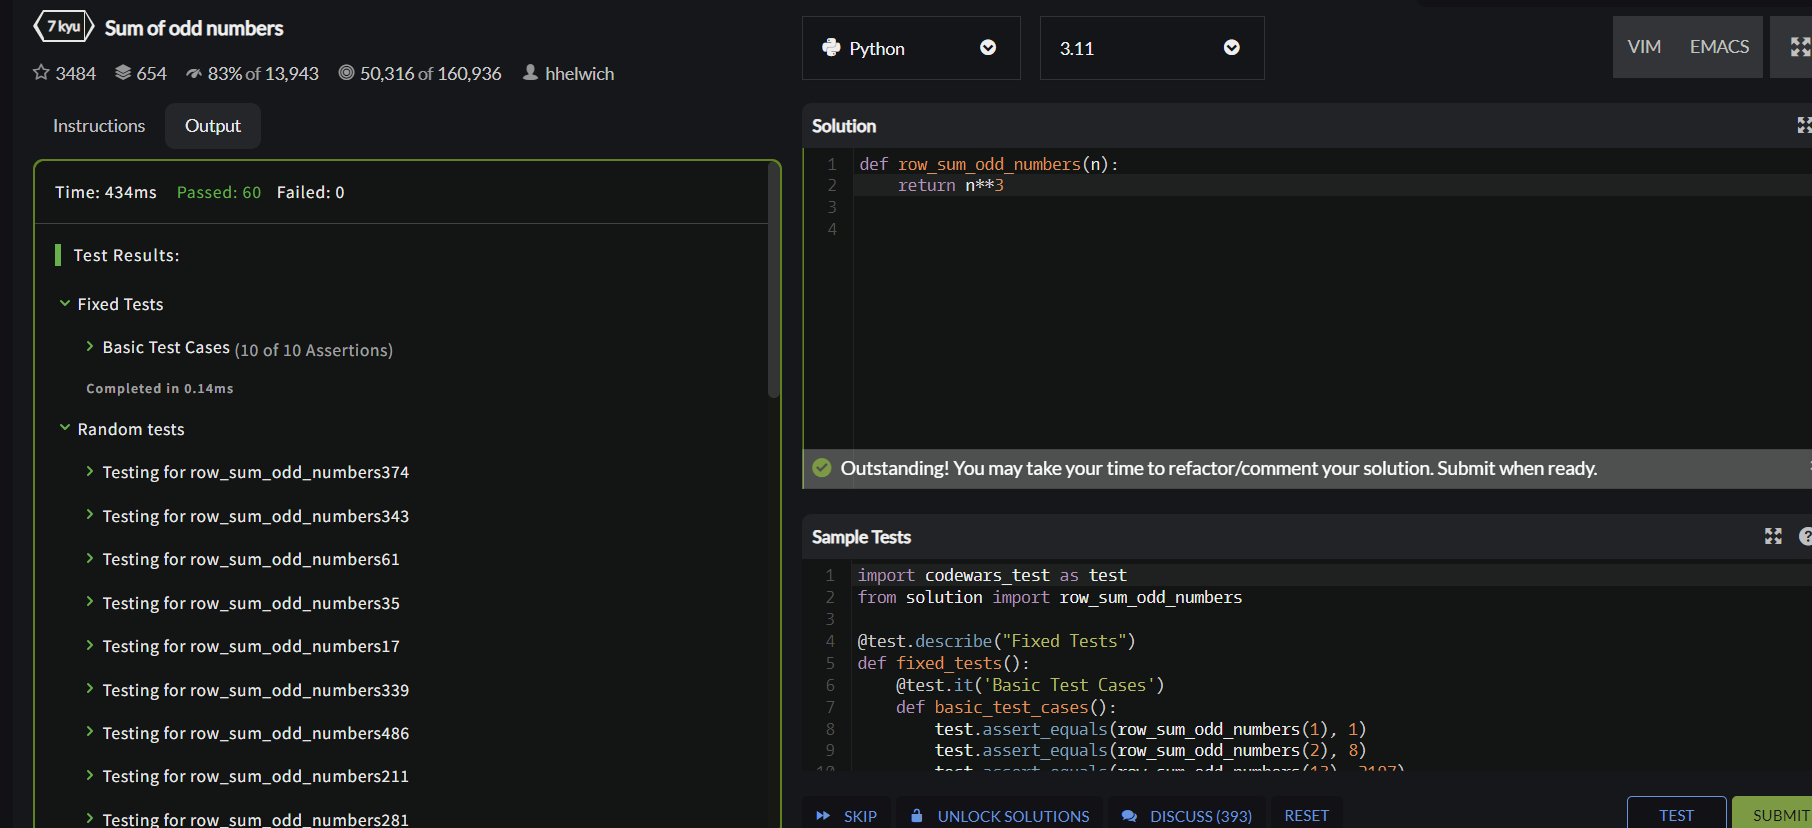 7 kyu Sum of odd numbers
3484 654 83% of 13,943 50,316 of 160,936 hhelwich
Instructions Output
Time: 434ms Passed: 60 Failed: 0
Test Results:
Fixed Tests
Basic Test Cases (10 of 10 Assertions)
Completed in 0.14ms
Random tests
Testing for row_sum_odd_numbers374
Testing for row_sum_odd_numbers343
Testing for row_sum_odd_numbers61
Testing for row_sum_odd_numbers35
Testing for row_sum_odd_numbers17
Testing for row_sum_odd_numbers339
Testing for row_sum_odd_numbers486
Testing for row_sum_odd_numbers211
Testing for row_sum_odd_numbers281
Python 3.11 VIM EMACS
Solution
1 def row_sum_odd_numbers(n):
2 return n**3
3
4
Outstanding! You may take your time to refactor/comment your solution. Submit when ready.
Sample Tests
1 import codewars_test as test
2 from solution import row_sum_odd_numbers
3
4 @test.describe("Fixed Tests")
5 def fixed_tests():
6 @test.it('Basic Test Cases')
7 def basic_test_cases():
8 test.assert_equals(row_sum_odd_numbers(1), 1)
9 test.assert_equals(row_sum_odd_numbers(2), 8)
10 test.assert_equals(row_sum_odd_numbers(13), 2197)
SKIP UNLOCK SOLUTIONS DISCUSS (393) RESET TEST SUBMIT